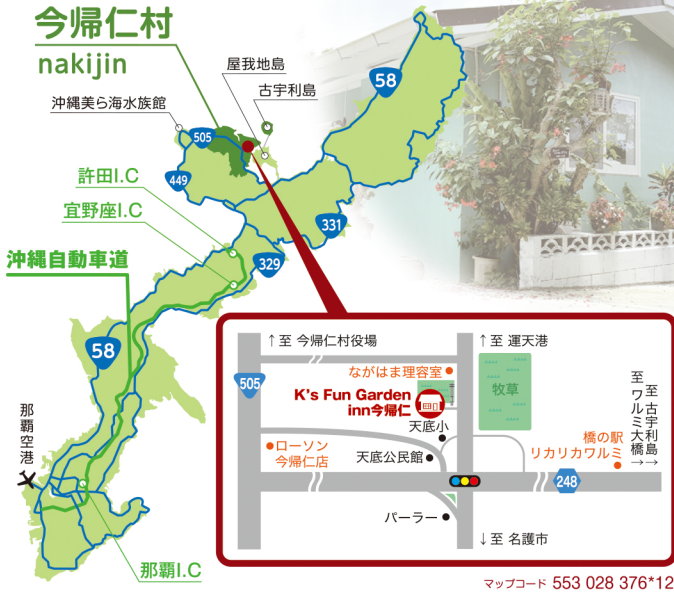 今帰仁村
nakijin
屋我地島
古宇利島
沖縄美ら海水族館
58
505
449
許田I.C
宜野座I.C
331
329
沖縄自動車道
58
那覇空港
那覇I.C
↑至 今帰仁村役場
↑至 運天港
505
ながはま理容室
K's Fun Garden
inn今帰仁
牧草
天底小
天底公民館
ローソン
今帰仁店
橋の駅
リカリカワルミ
至 ワルミ大橋→
至 古宇利島→
248
パーラー
↓至 名護市
マップコード 553 028 376*12